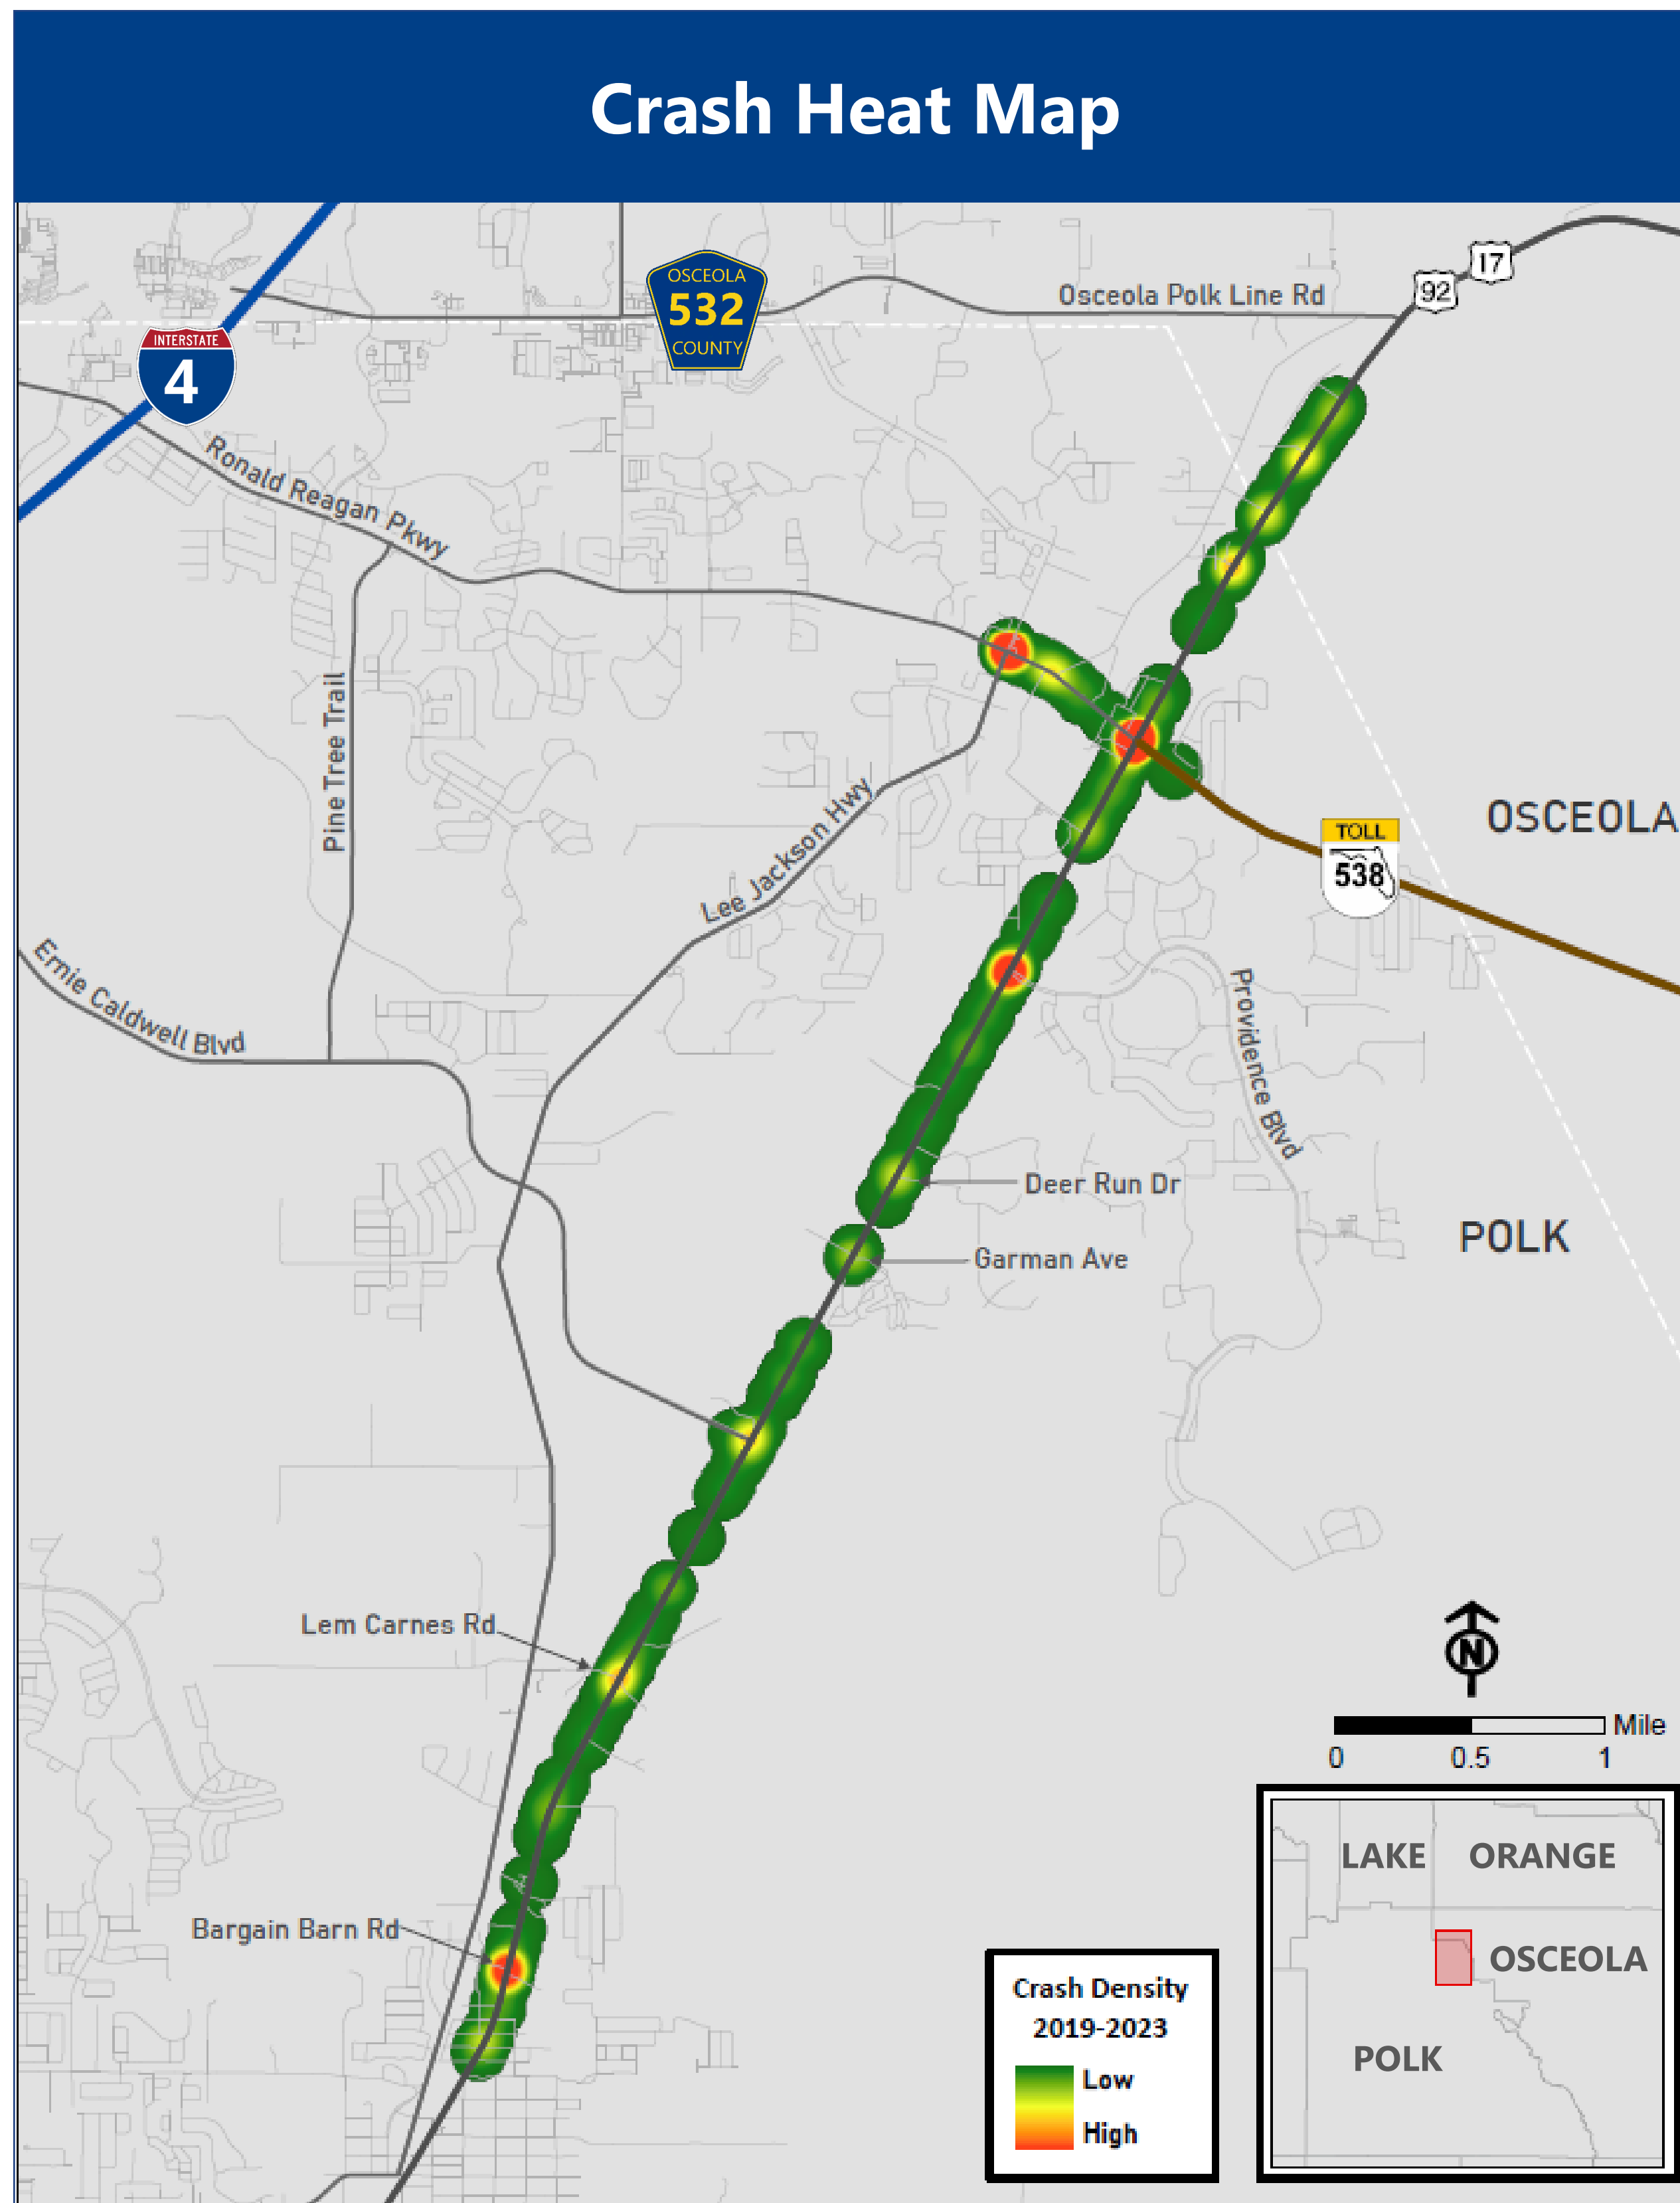 Crash Heat Map
17
92
Osceola Polk Line Rd
OSCEOLA
532
COUNTY
INTERSTATE
4
Ronald Reagan Pkwy
Pine Tree Trail
Lee Jackson Hwy
OSCEOLA
TOLL
538
Ernie Caldwell Blvd
Providence Blvd
Deer Run Dr
POLK
Garman Ave
Lem Carnes Rd
N
Mile
0 0.5 1
Bargain Barn Rd
Crash Density
2019-2023
Low
High
LAKE ORANGE
OSCEOLA
POLK